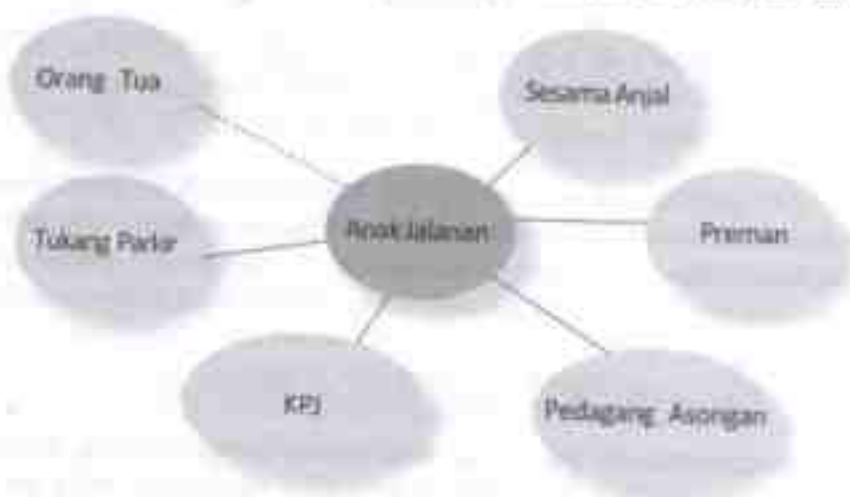 Orang Tua
Sesama Anjal
Tukang Parkir
Anak Jalanan
Preman
KPJ
Pedagang Asongan